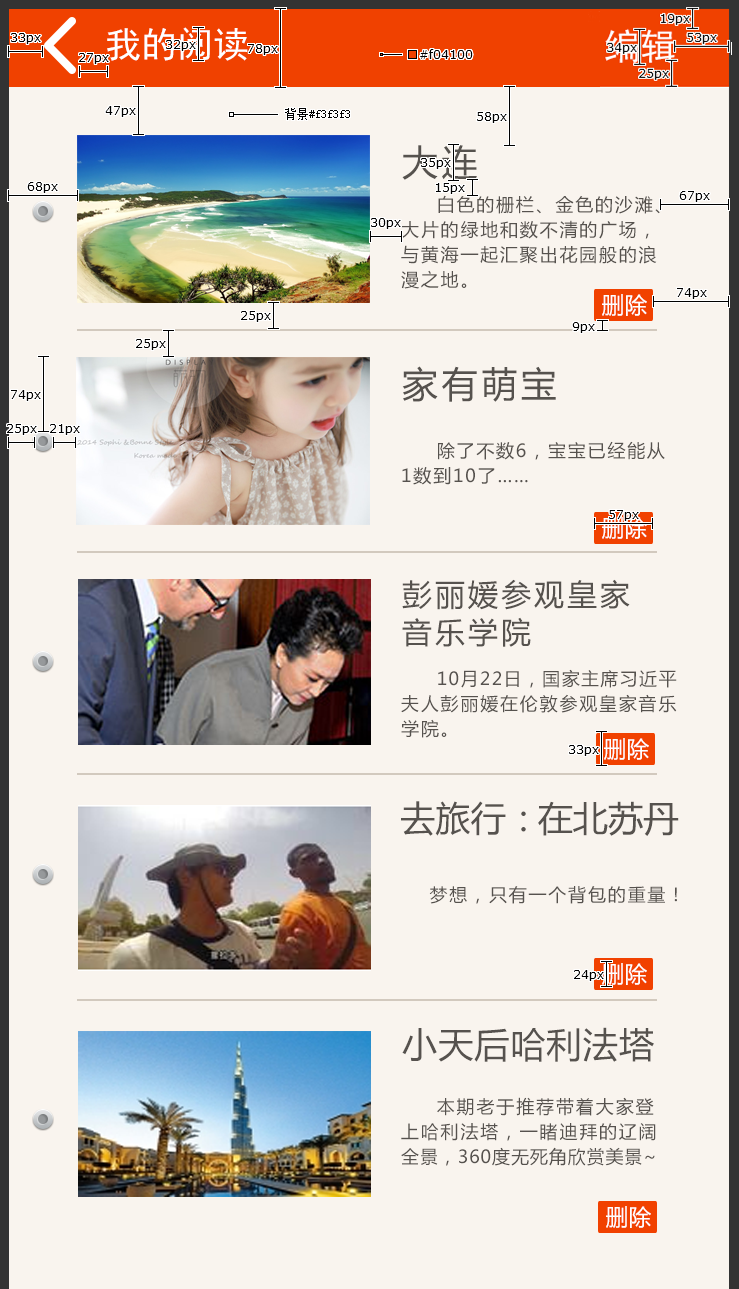 33px
我的阅读
32px
27px
78px
#f04100
编辑
19px
34px
53px
25px
47px
背景#f3f3f3
58px
大连
35px
15px
68px
67px
30px
白色的栅栏、金色的沙滩、
大片的绿地和数不清的广场，
与黄海一起汇聚出花园般的浪
漫之地。
74px
删除
25px
9px
25px
DISPLAY
74px
家有萌宝
25px
21px
2014 Sophi &Bonne
Korea
除了不数6，宝宝已经能从
1数到10了……
57px
删除
彭丽媛参观皇家
音乐学院
10月22日，国家主席习近平
夫人彭丽媛在伦敦参观皇家音乐
学院。
33px
删除
去旅行：在北苏丹
梦想，只有一个背包的重量！
24px
删除
小天后哈利法塔
本期老于推荐带着大家登
上哈利法塔，一睹迪拜的辽阔
全景，360度无死角欣赏美景~
删除